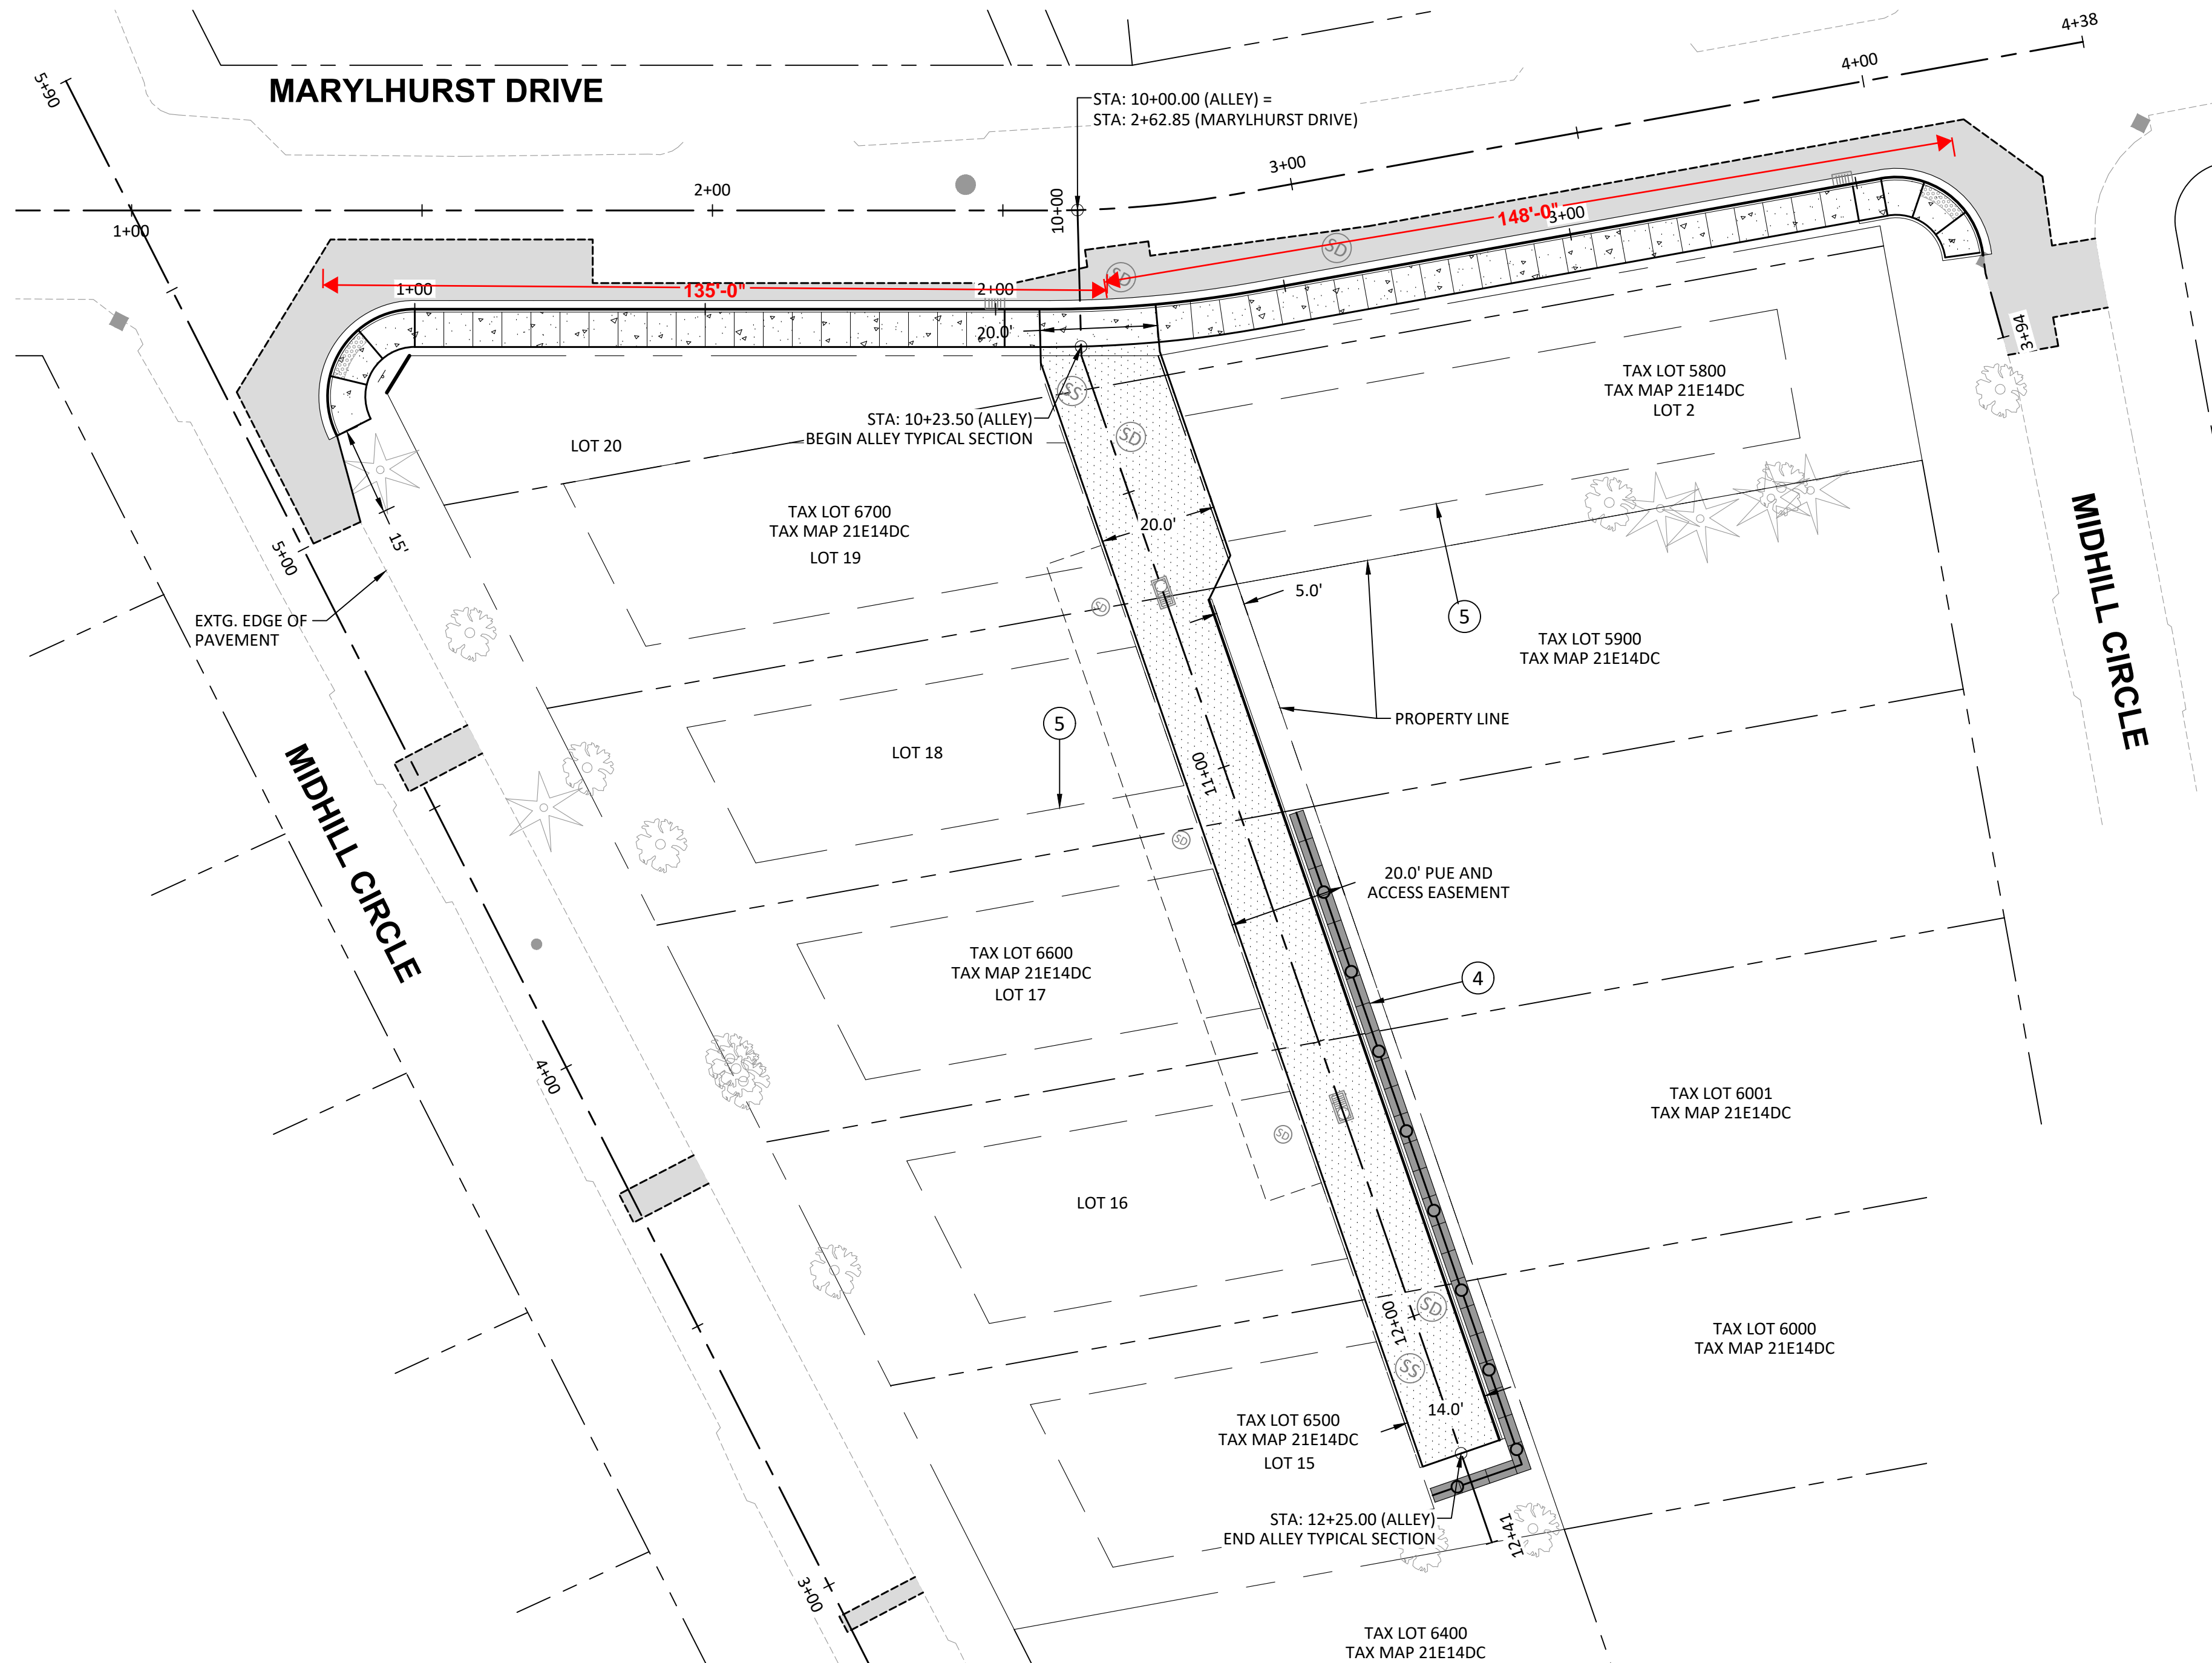 4+38
5+90
MARYLHURST DRIVE
4+00
STA: 10+00.00 (ALLEY) =
STA: 2+62.85 (MARYLHURST DRIVE)
3+00
2+00
10+00
1+00
148'-0"
3+00
SD
SD
135'-0"
1+00
2+00
20.0'
3+94
TAX LOT 5800
TAX MAP 21E14DC
LOT 2
SS
STA: 10+23.50 (ALLEY)
BEGIN ALLEY TYPICAL SECTION
SD
LOT 20
TAX LOT 6700
TAX MAP 21E14DC
LOT 19
20.0'
15'
5+00
5.0'
5
SD
EXTG. EDGE OF
PAVEMENT
TAX LOT 5900
TAX MAP 21E14DC
MIDHILL CIRCLE
PROPERTY LINE
5
LOT 18
11+00
MIDHILL CIRCLE
SD
20.0' PUE AND
ACCESS EASEMENT
TAX LOT 6600
TAX MAP 21E14DC
LOT 17
4
4+00
TAX LOT 6001
TAX MAP 21E14DC
SD
LOT 16
12+00
SD
TAX LOT 6000
TAX MAP 21E14DC
SS
14.0'
TAX LOT 6500
TAX MAP 21E14DC
LOT 15
STA: 12+25.00 (ALLEY)
END ALLEY TYPICAL SECTION
12+41
3+00
TAX LOT 6400
TAX MAP 21E14DC